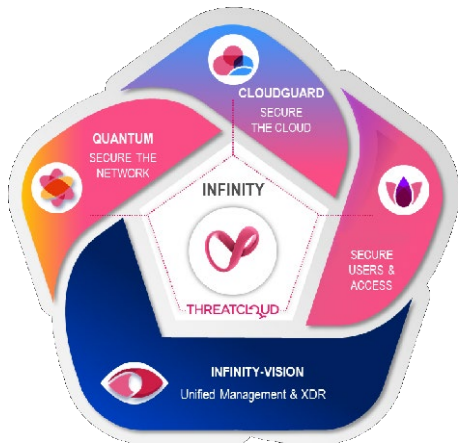 CLOUDGUARD
SECURE
THE CLOUD
QUANTUM
SECURE THE
NETWORK
INFINITY
THREATCLOUD
SECURE
USERS &
ACCESS
INFINITY-VISION
Unified Management & XDR